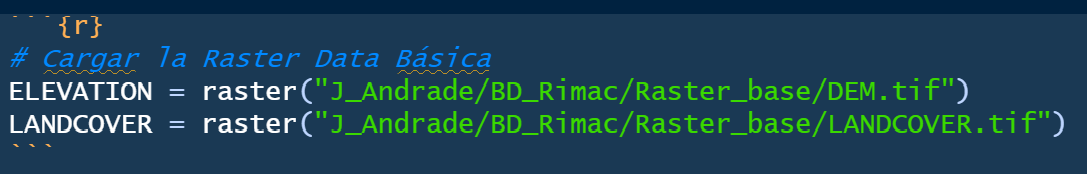 ```{r}
# Cargar la Raster Data Básica
ELEVATION = raster("J_Andrade/BD_Rimac/Raster_base/DEM.tif")
LANDCOVER = raster("J_Andrade/BD_Rimac/Raster_base/LANDCOVER.tif")
```